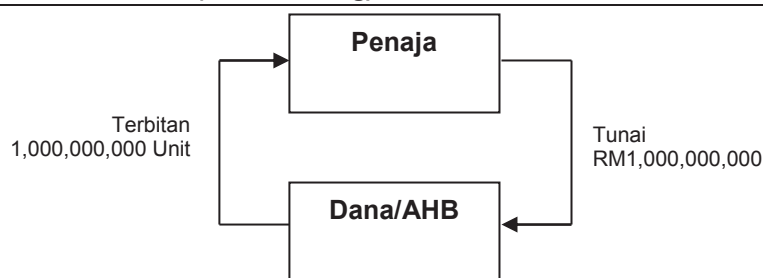 Penaja
Terbitan
1,000,000,000 Unit
Tunai
RM1,000,000,000
Dana/AHB